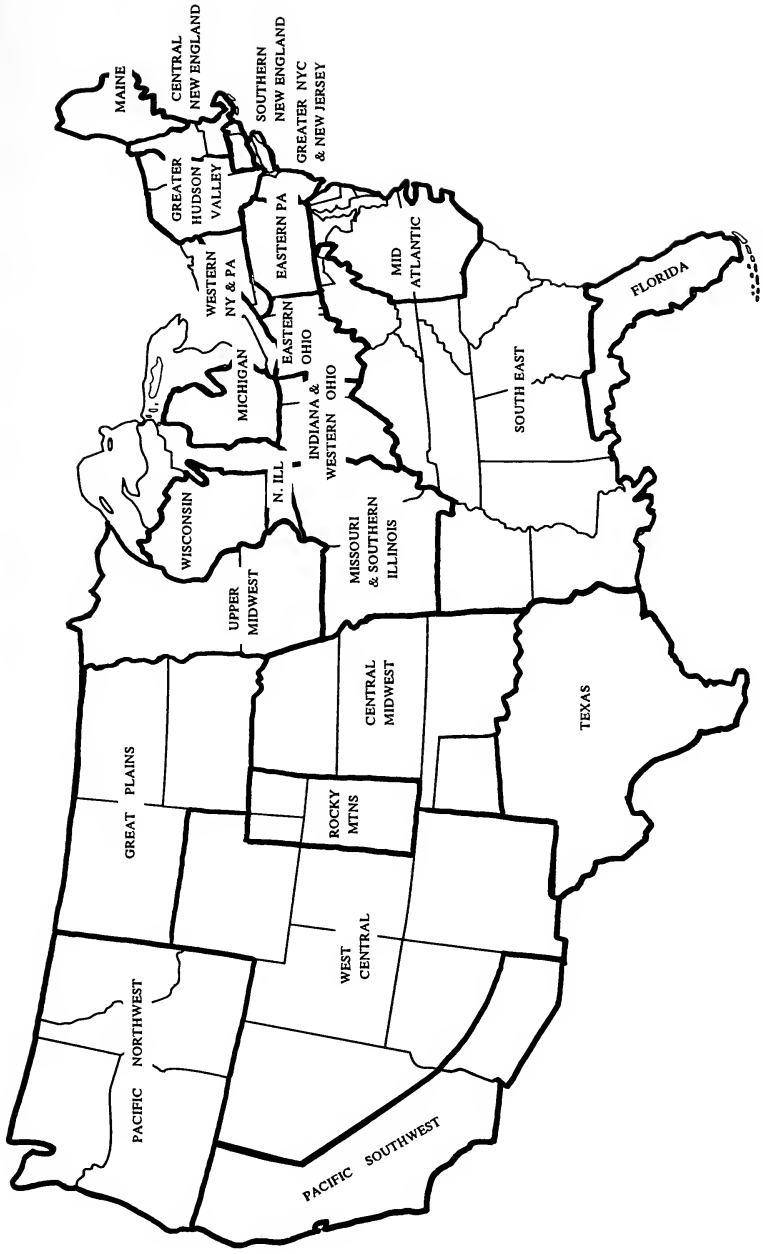 MAINE
CENTRAL
NEW ENGLAND
SOUTHERN
NEW ENGLAND
GREATER NYC
& NEW JERSEY
GREATER
HUDSON
VALLEY
WESTERN
NY & PA
EASTERN PA
MID
ATLANTIC
FLORIDA
MICHIGAN
EASTERN
OHIO
INDIANA &
WESTERN OHIO
SOUTH EAST
WISCONSIN
N. ILL
MISSOURI
& SOUTHERN
ILLINOIS
UPPER
MIDWEST
CENTRAL
MIDWEST
TEXAS
GREAT PLAINS
ROCKY
MTNS
WEST
CENTRAL
PACIFIC NORTHWEST
PACIFIC SOUTHWEST